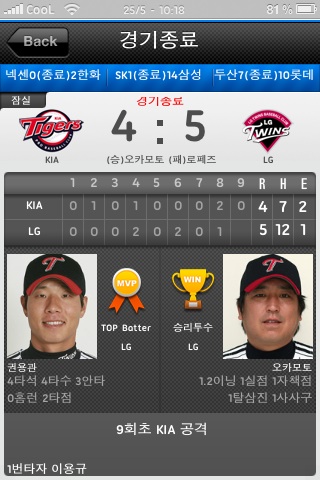 CooL 25/5 - 10:18 81 %
Back 경기종료
넥센0(종료)2한화 SK1(종료)14삼성 두산7(종료)10롯데
잠실 경기종료
Tigers 4 : 5 LG TWINS
KIA (승)오카모토 (패)로페즈 LG
1 2 3 4 5 6 7 8 9 R H E
KIA 0 1 0 1 0 0 0 2 0 4 7 2
LG 0 0 0 2 0 2 0 1 5 12 1
MVP WIN
TOP Batter 승리투수
LG LG
권용관 오카모토
4타석 4타수 3안타 1.2이닝 1실점 1자책점
0홈런 2타점 1탈삼진 1사사구
9회초 KIA 공격
1번타자 이용규